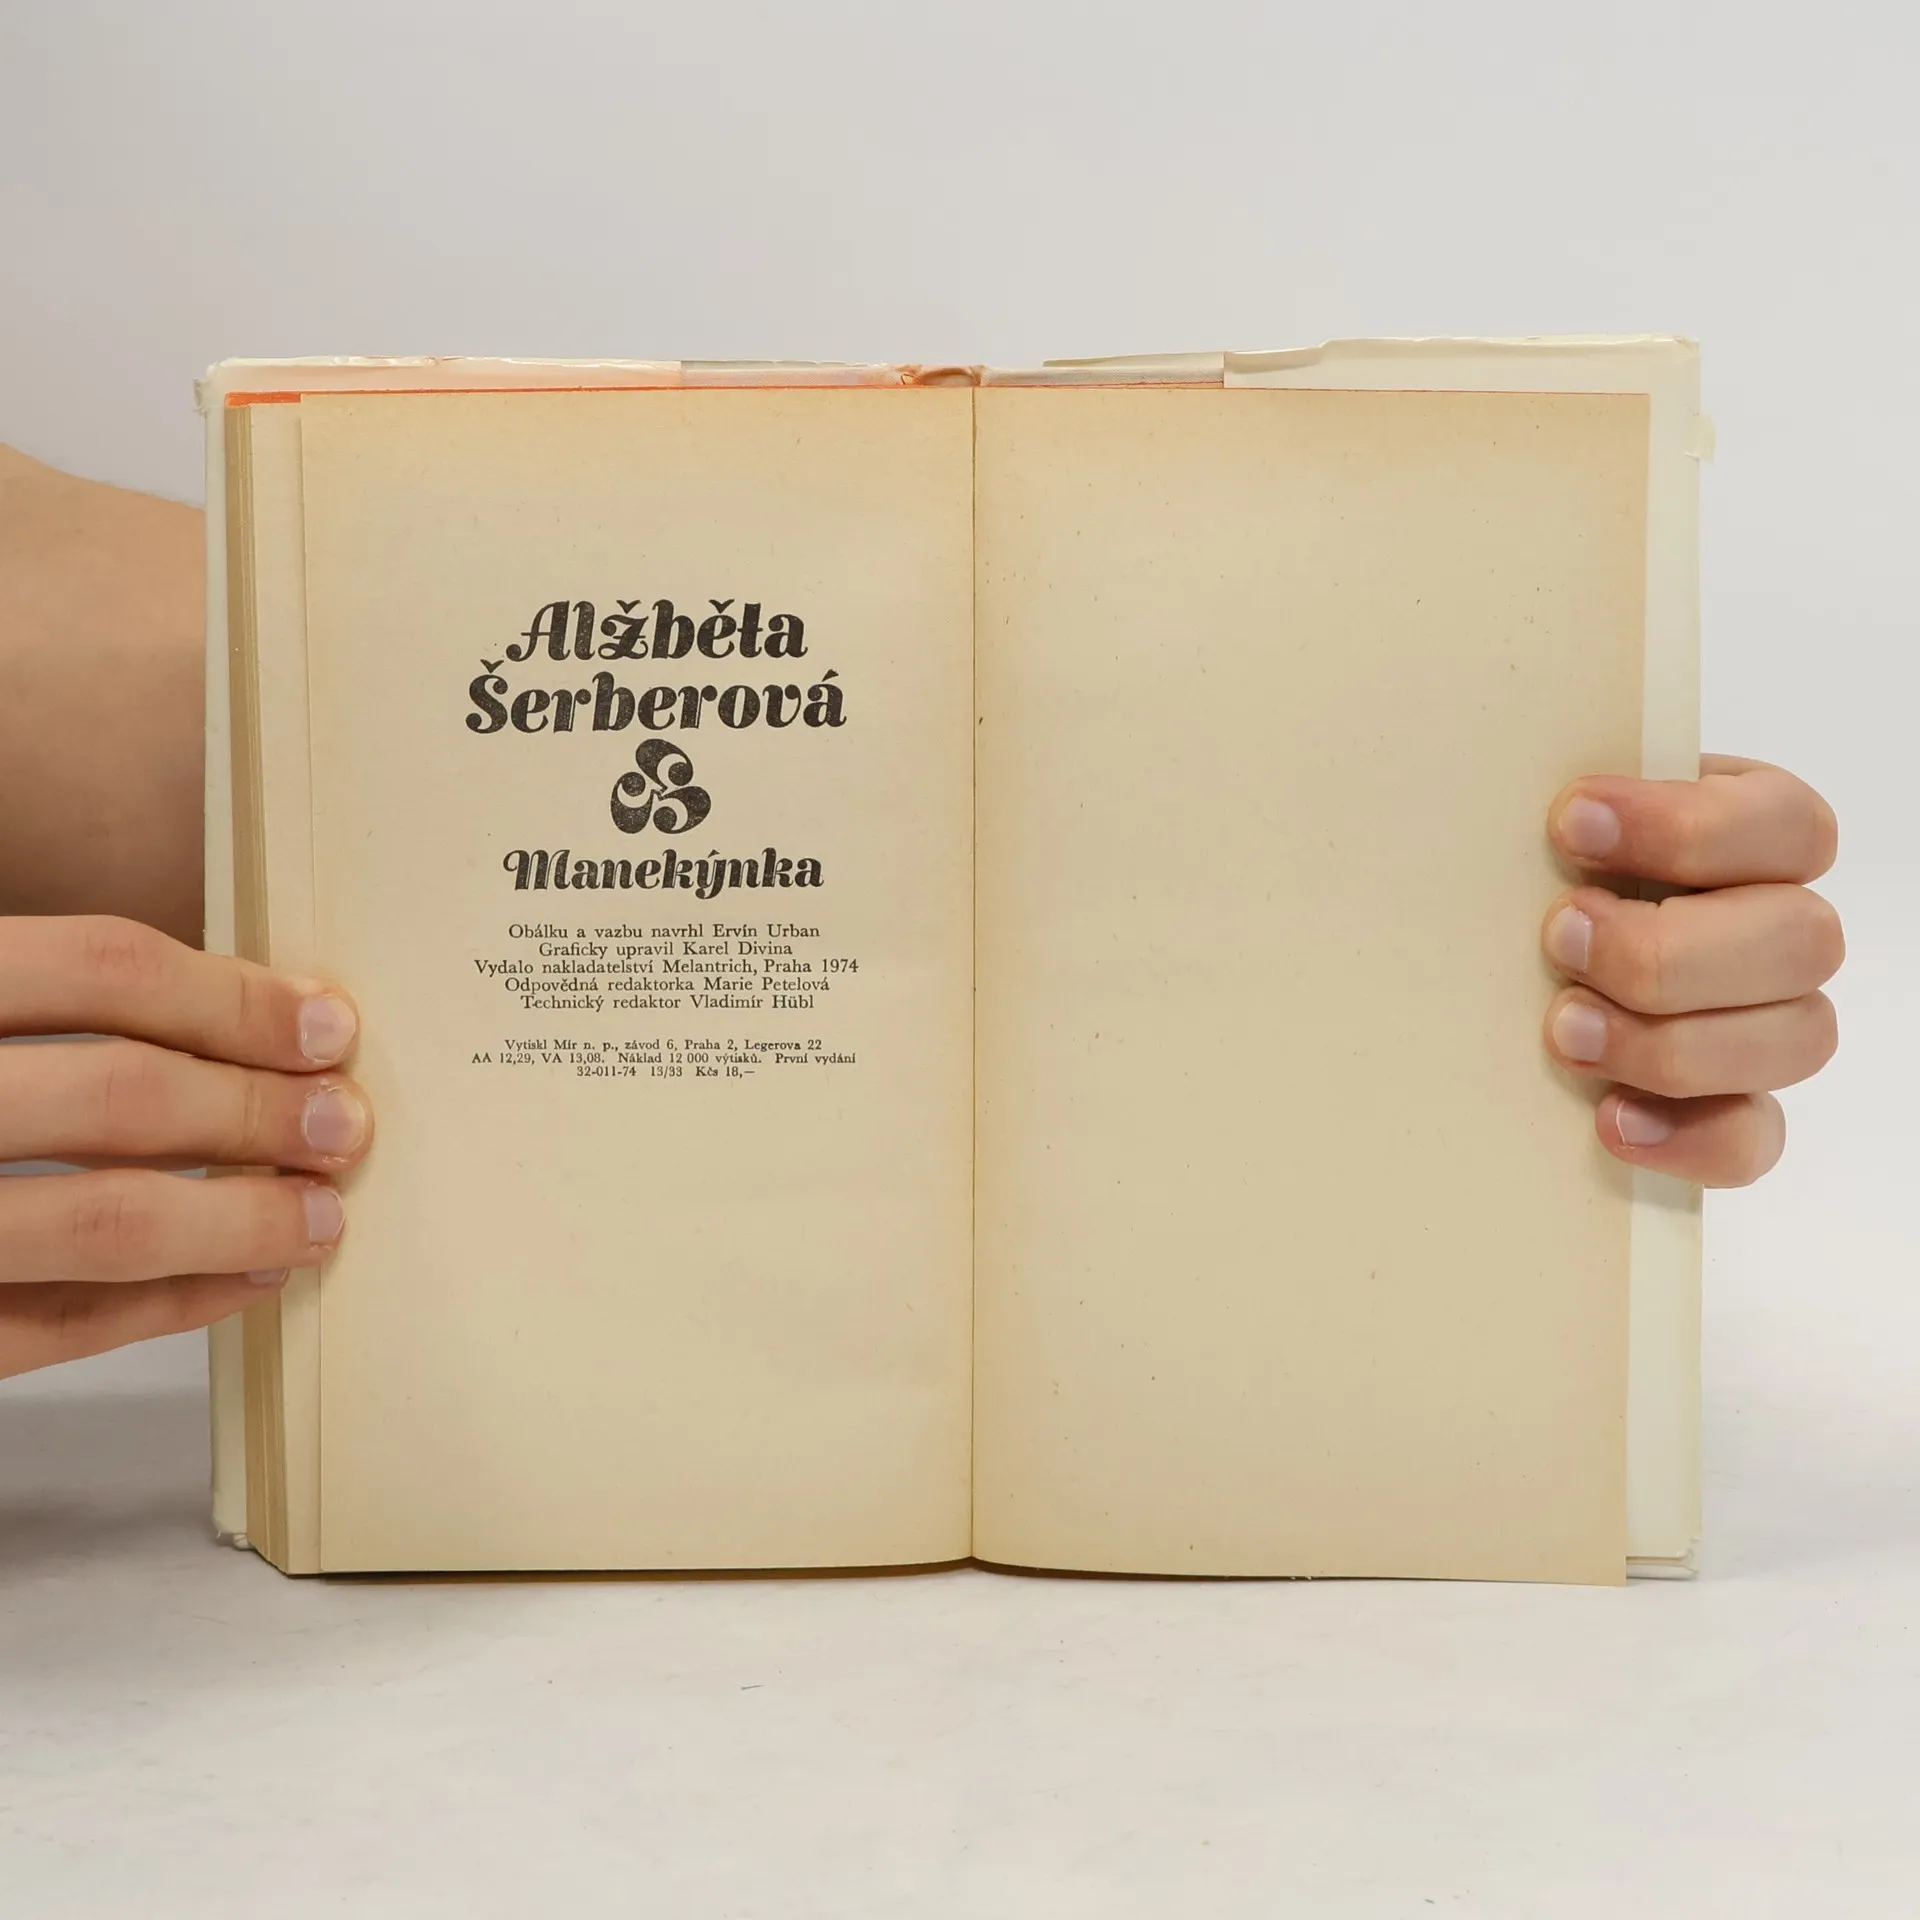 Alžběta
Šerberová
Manekýnka
Obálku a vazbu navrhl Ervín Urban
Graficky upravil Karel Divina
Vydalo nakladatelství Melantrich, Praha 1974
Odpovědná redaktorka Marie Petelová
Technický redaktor Vladimír Hübl
Vytiskl Mír n. p., závod 6, Praha 2, Legerova 22
AA 12,29, VA 13,08. Náklad 12 000 výtisků. První vydání
32-011-74 13/33 Kčs 18,—